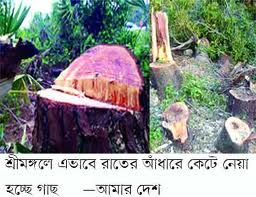 শ্রীমঙ্গলে এভাবে রাতের আঁধারে কেটে নেয়া
হচ্ছে গাছ —আমার দেশ